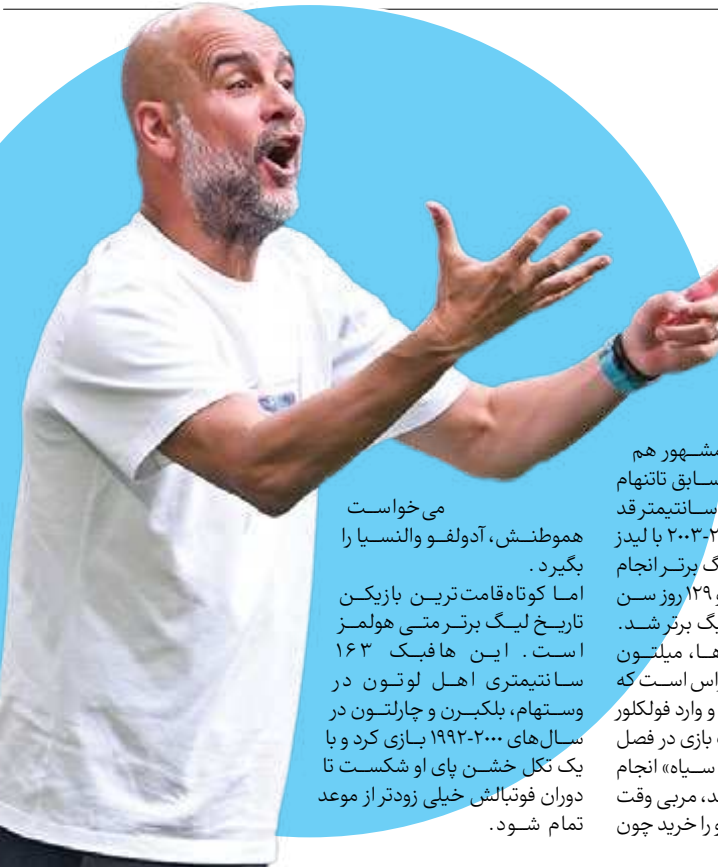 مشهور هم
سابق تاتنهام
سانتیمتر قد
۲۰۰۳-۲ با لیدز
برتر انجام
۱۲۹ روز سن
لیگ برتر شد.
ها، میلتون
است که
و وارد فولکلور
بازی در فصل
سیاه» انجام
مربی وقت
را خرید چون
می‌خواست
هموطنش، آدولفو والنسیا را
بگیرد.
اما کوتاه‌قامت‌ترین بازیکن
تاریخ لیگ برتر متی هولمز
است. این هافبک ۱۶۳
سانتیمتری اهل لوتون در
وستهام، بلکبرن و چارلتون در
سال‌های ۲۰۰۰-۱۹۹۲ بازی کرد و با
یک تکل خشن پای او شکست تا
دوران فوتبالش خیلی زودتر از موعد
تمام شود.